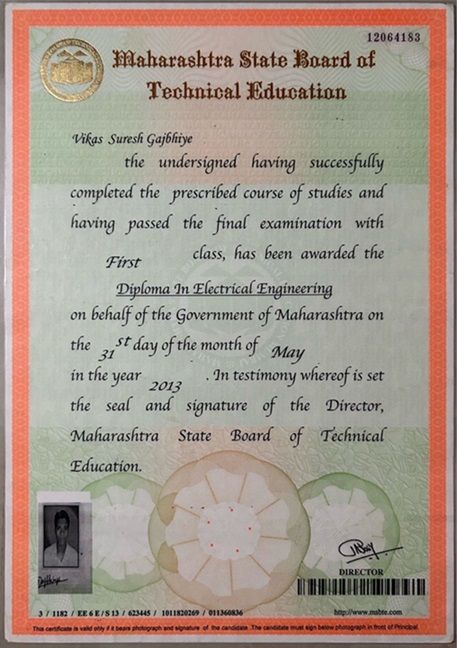 12064183
Maharashtra State Board of
Technical Education
Vikas Suresh Gajbhiye
the undersigned having successfully
completed the prescribed course of studies and
having passed the final examination with
First class, has been awarded the
Diploma In Electrical Engineering
on behalf of the Government of Maharashtra on
the 31st day of the month of May
in the year 2013 . In testimony whereof is set
the seal and signature of the Director,
Maharashtra State Board of Technical
Education.
DIRECTOR
3 / 1182 / EE 6 E / S 13 / 623445 / 1011820269 / 011360836
http://www.msbte.com
This certificate is valid only if it bears photograph and signature of the candidate .The candidate must sign below photograph in front of Principal